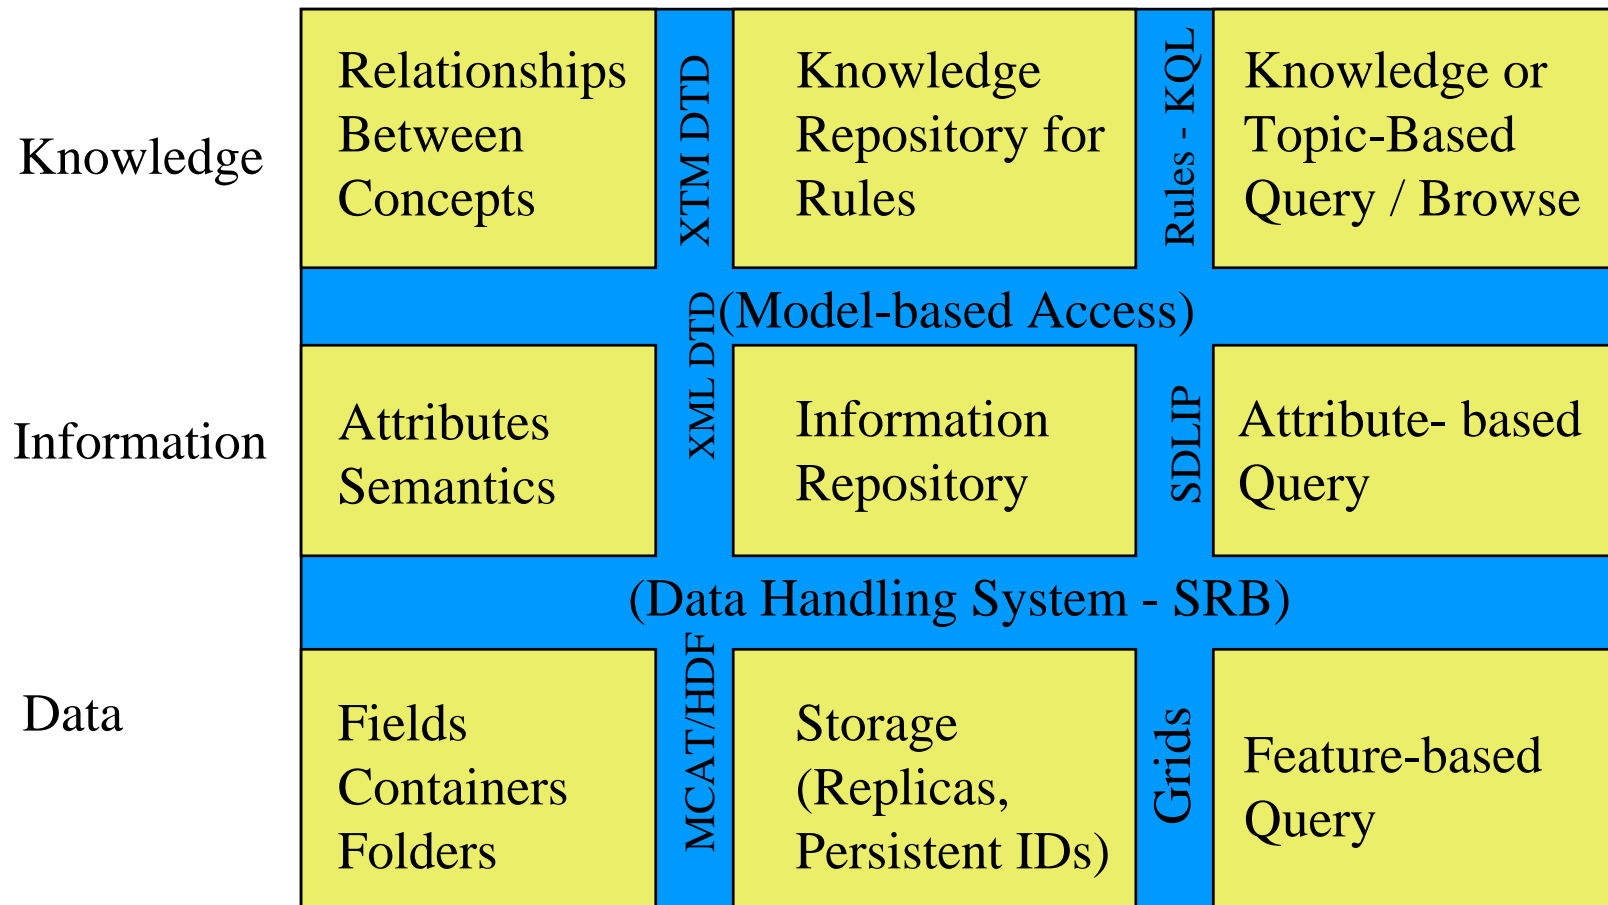 Knowledge
Relationships
Between
Concepts
XTM DTD
Knowledge
Repository for
Rules
Rules - KQL
Knowledge or
Topic-Based
Query / Browse
(Model-based Access)
Information
Attributes
Semantics
XML DTD
Information
Repository
SDLIP
Attribute- based
Query
(Data Handling System - SRB)
Data
Fields
Containers
Folders
MCAT/HDF
Storage
(Replicas,
Persistent IDs)
Grids
Feature-based
Query